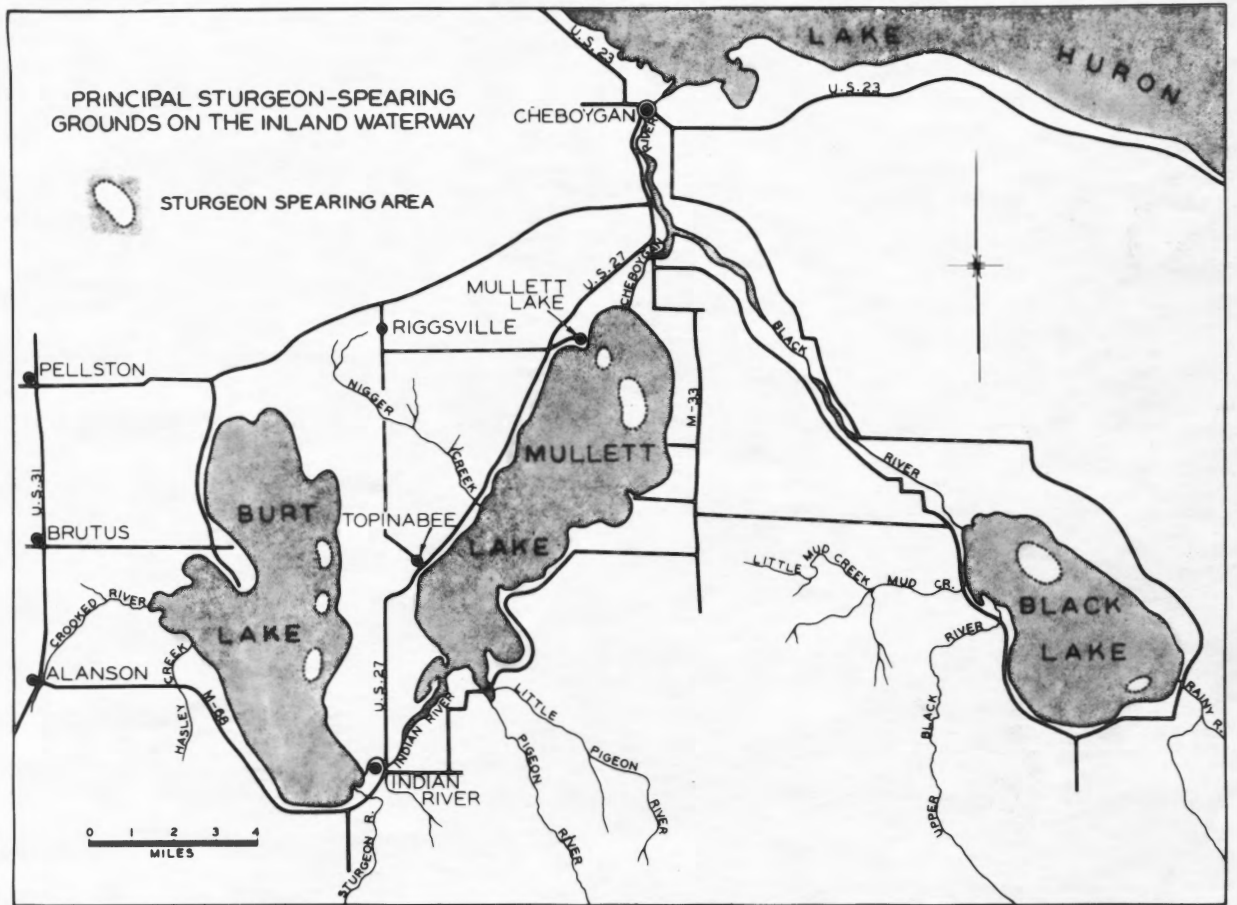 PRINCIPAL STURGEON-SPEARING
GROUNDS ON THE INLAND WATERWAY
STURGEON SPEARING AREA
LAKE
HURON
U.S. 23
U.S. 23
CHEBOYGAN
RIVER
CHEBOYGAN
U.S. 27
MULLETT
LAKE
RIGGSVILLE
PELLSTON
NIGGER
CREEK
M-33
BLACK
RIVER
MULLETT
LAKE
U.S. 31
BRUTUS
BURT
LAKE
TOPINABEE
CROOKED RIVER
LITTLE
MUD CREEK
MUD CR.
BLACK
LAKE
ALANSON
HASLEY
CREEK
M-68
U.S. 27
INDIAN RIVER
LITTLE
PIGEON
RIVER
PIGEON
RIVER
RIVER
BLACK
UPPER
RAINY R.
INDIAN
RIVER
STURGEON R.
0 1 2 3 4
MILES